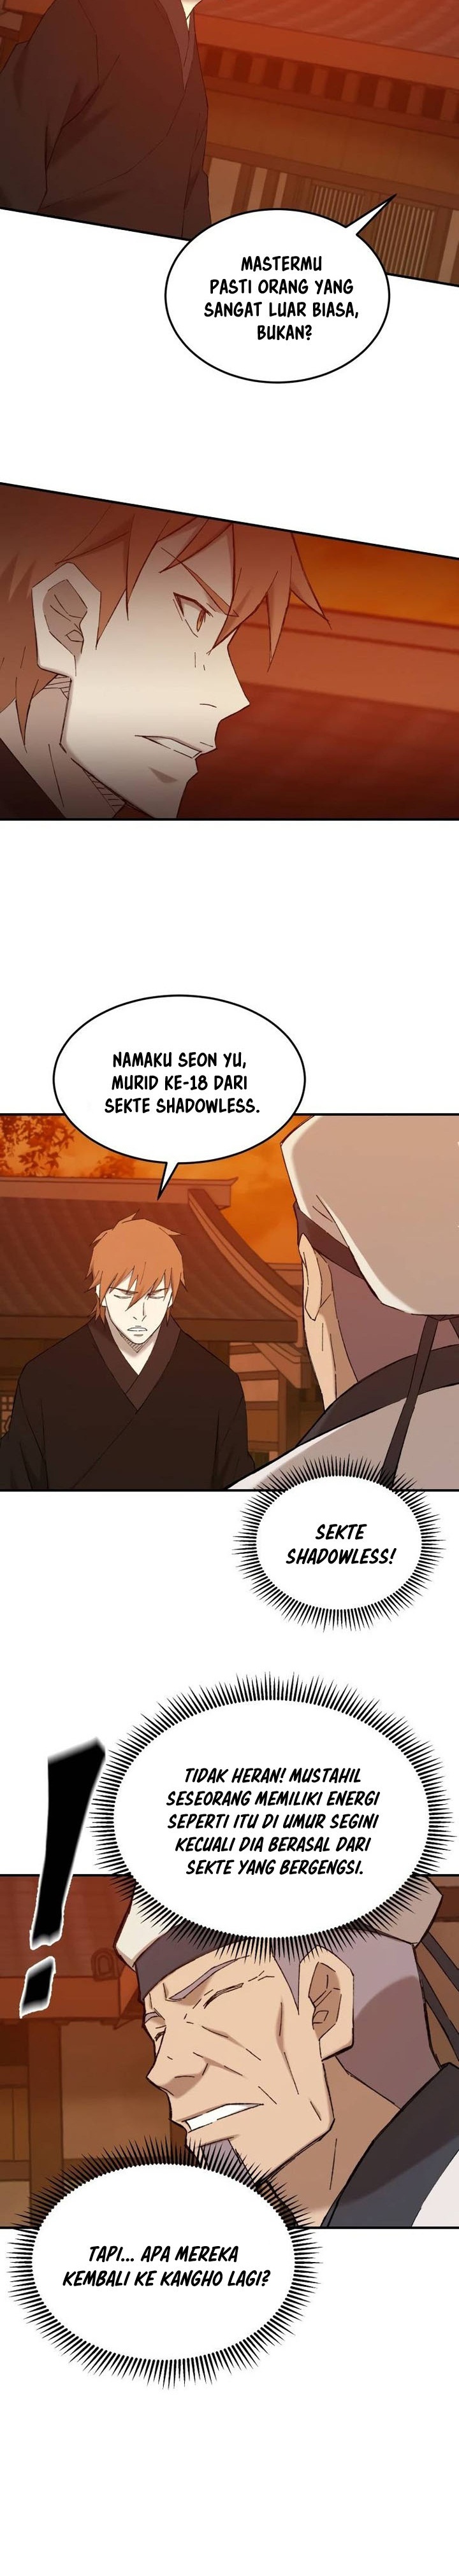 MASTERMU
PASTI ORANG YANG
SANGAT LUAR BIASA,
BUKAN?
NAMAKU SEON YU,
MURID KE-18 DARI
SEKTE SHADOWLESS.
SEKTE
SHADOWLESS!
TIDAK HERAN! MUSTAHIL
SESEORANG MEMILIKI ENERGI
SEPERTI ITU DI UMUR SEGINI
KECUALI DIA BERASAL DARI
SEKTE YANG BERGENGSI.
!
TAPI... APA MEREKA
KEMBALI KE KANGHO LAGI?